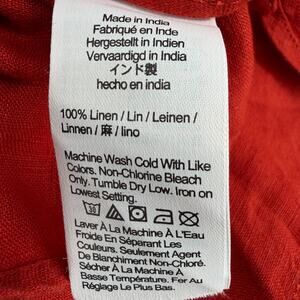 Made in India
Fabriqué en Inde
Hergestellt in Indien
Vervaardigd in India
インド製
hecho en india
100% Linen / Lin / Leinen /
Linnen / 麻 / lino
Machine Wash Cold With Like
Colors. Non-Chlorine Bleach
Only. Tumble Dry Low. Iron on
Lowest Setting.
30
Laver À La Machine À L'Eau
Froide En Séparant Les
Couleurs. Seulement Agent
De Blanchiment Non-Chloré.
Sécher À La Machine À
Basse Température. Fer Au
Réglage Le Plus Bas.